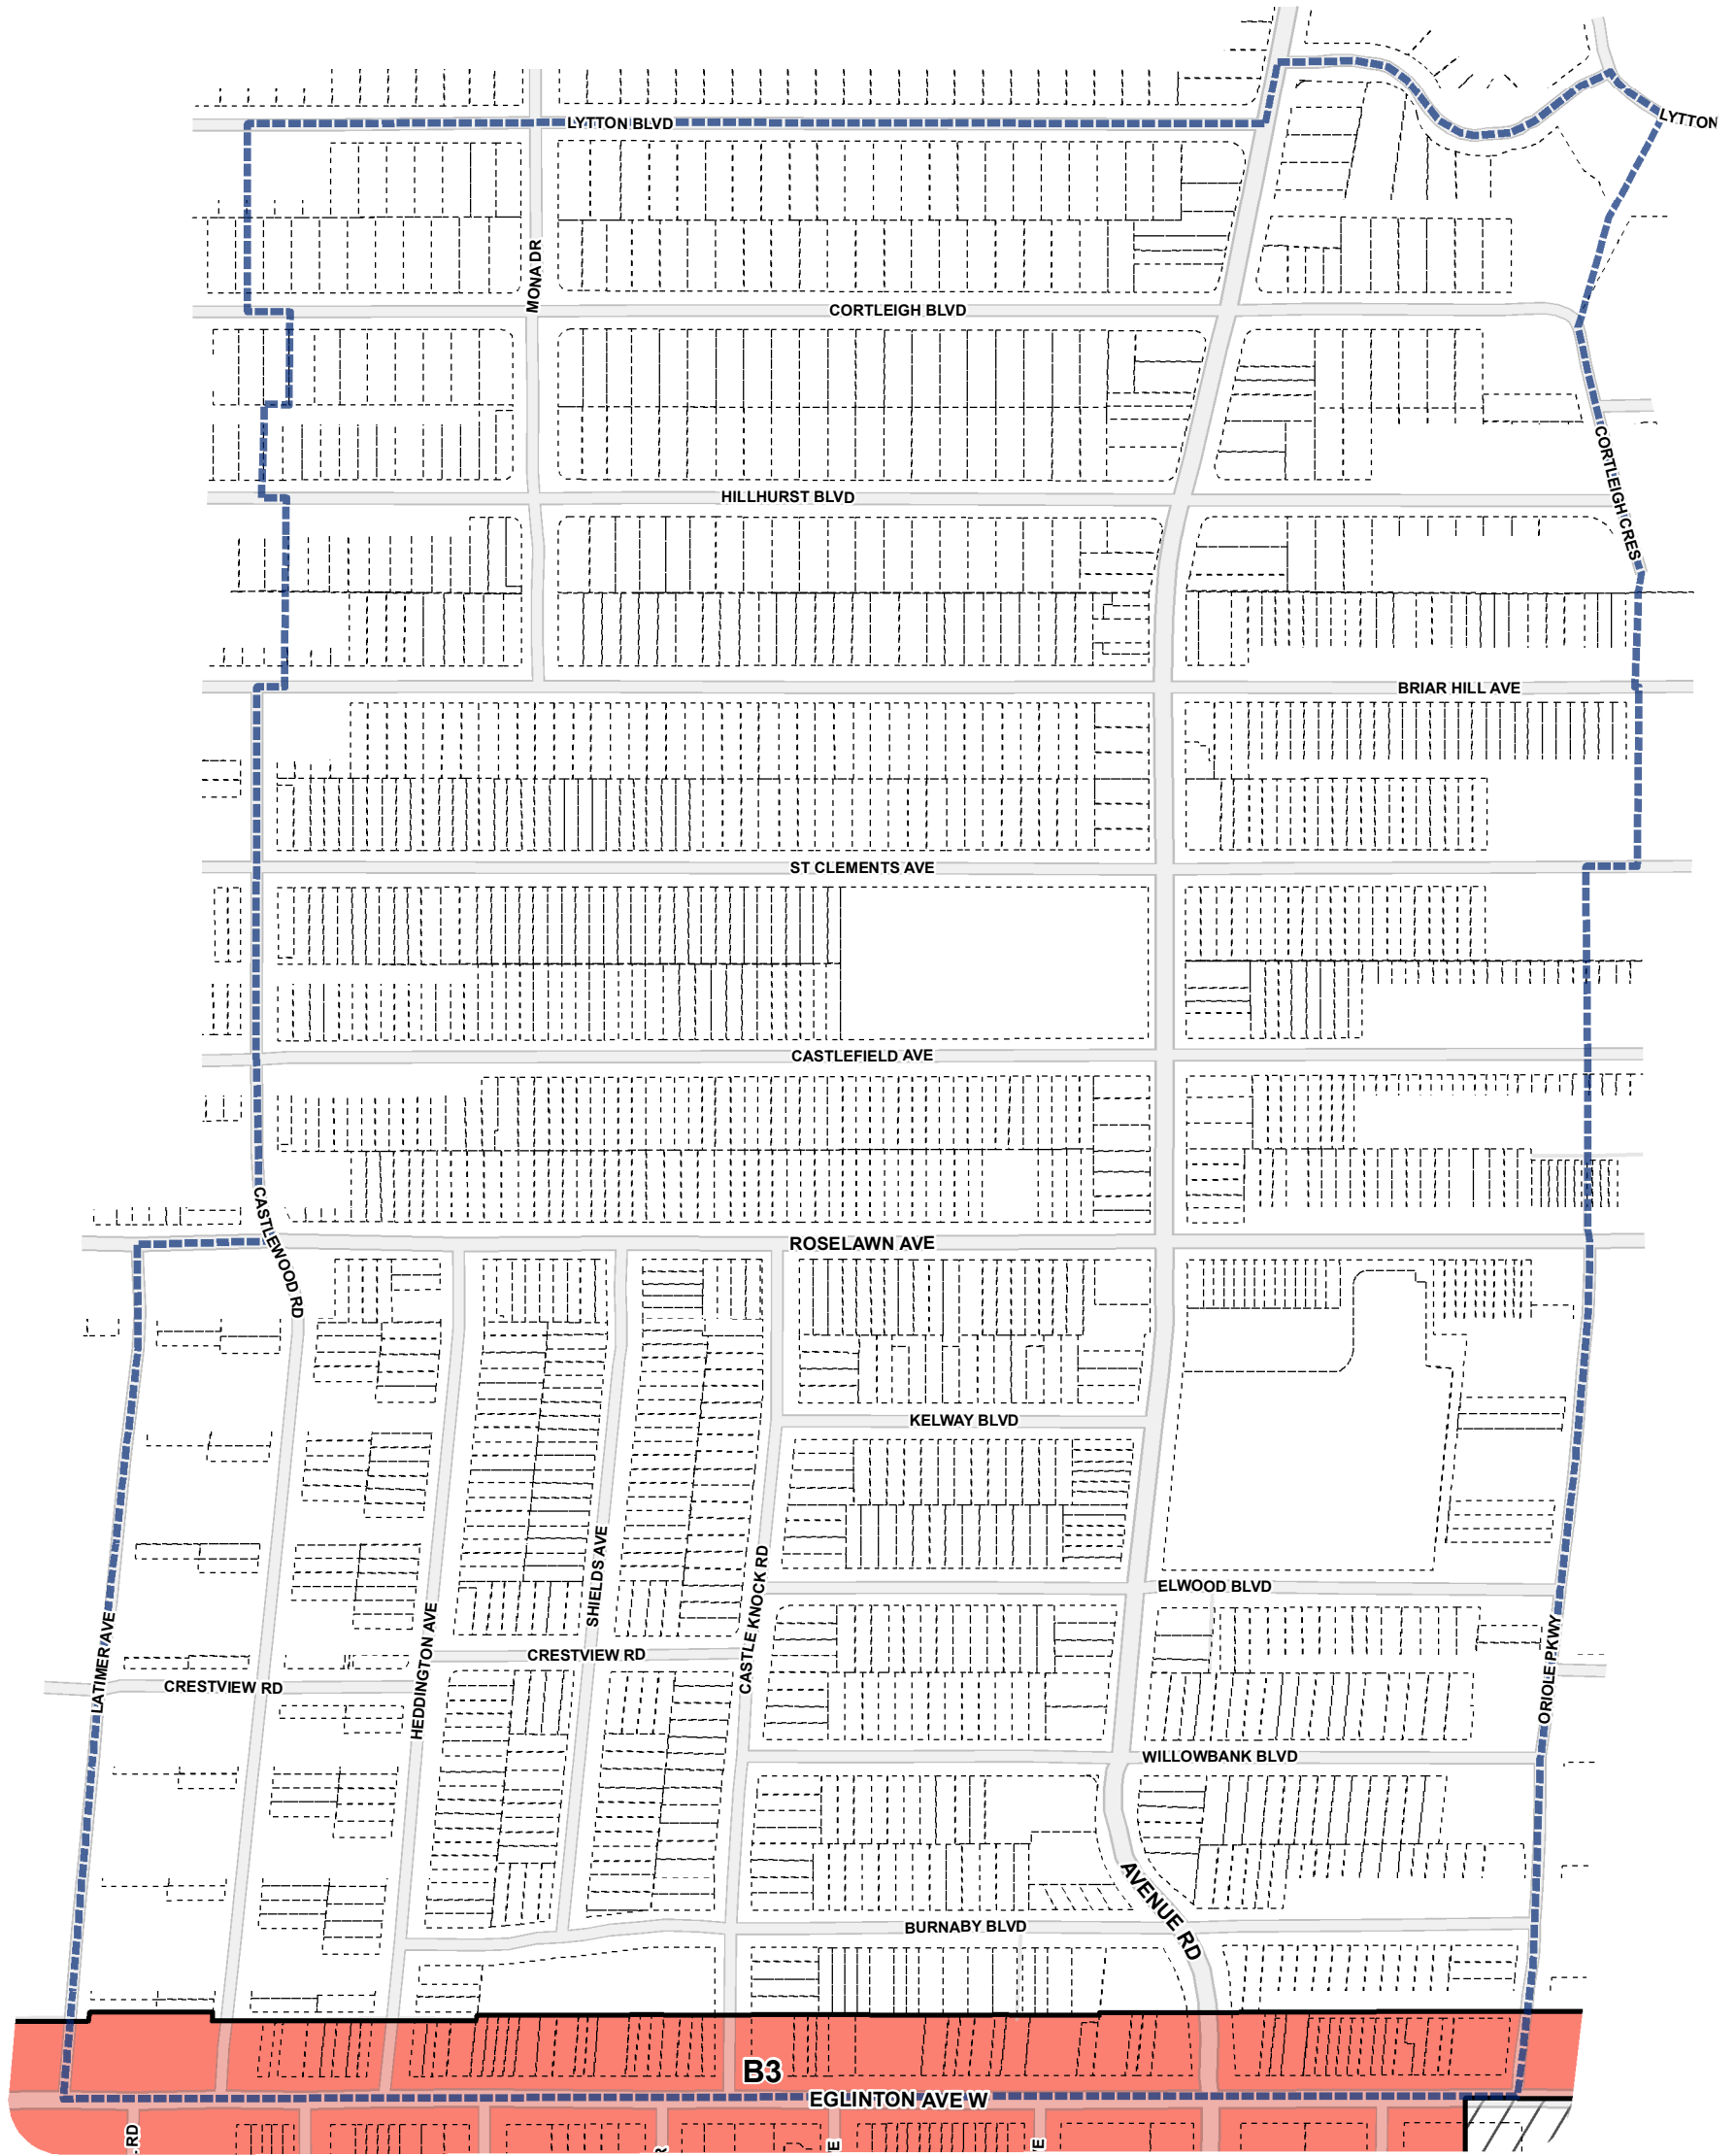 LYTTON BLVD
LYTTON
MONA DR
CORTLEIGH BLVD
CORTLEIGH CRES
HILLHURST BLVD
BRIAR HILL AVE
ST CLEMENTS AVE
CASTLEFIELD AVE
CASTLEWOOD RD
ROSELAWN AVE
KELWAY BLVD
SHIELDS AVE
CASTLE KNOCK RD
ELWOOD BLVD
LATIMER AVE
HEDDINGTON AVE
CRESTVIEW RD
ORIOLE PKWY
CRESTVIEW RD
WILLOWBANK BLVD
AVENUE RD
BURNABY BLVD
B3
EGLINTON AVE W
RD
E
E